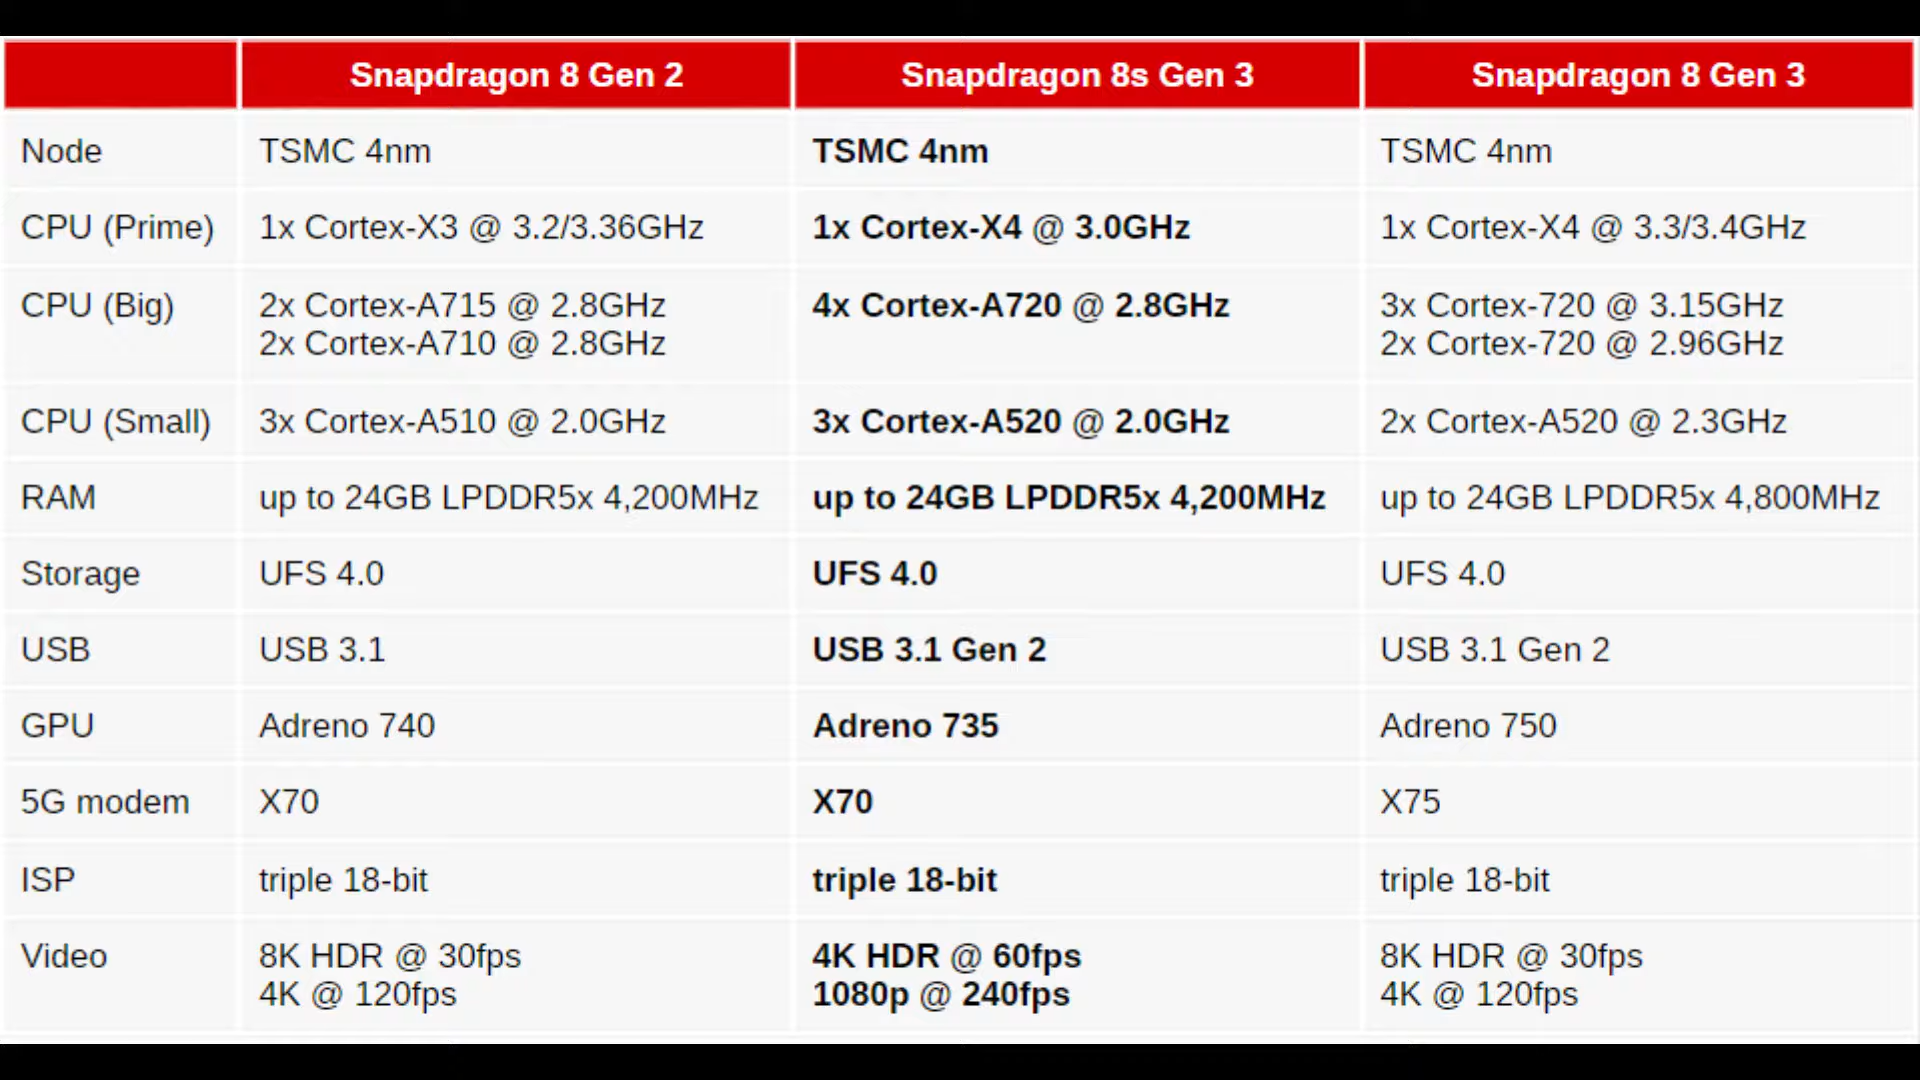 Snapdragon 8 Gen 2 Snapdragon 8s Gen 3 Snapdragon 8 Gen 3
Node TSMC 4nm TSMC 4nm TSMC 4nm
CPU (Prime) 1x Cortex-X3 @ 3.2/3.36GHz 1x Cortex-X4 @ 3.0GHz 1x Cortex-X4 @ 3.3/3.4GHz
CPU (Big) 2x Cortex-A715 @ 2.8GHz 4x Cortex-A720 @ 2.8GHz 3x Cortex-720 @ 3.15GHz
2x Cortex-A710 @ 2.8GHz 2x Cortex-720 @ 2.96GHz
CPU (Small) 3x Cortex-A510 @ 2.0GHz 3x Cortex-A520 @ 2.0GHz 2x Cortex-A520 @ 2.3GHz
RAM up to 24GB LPDDR5x 4,200MHz up to 24GB LPDDR5x 4,200MHz up to 24GB LPDDR5x 4,800MHz
Storage UFS 4.0 UFS 4.0 UFS 4.0
USB USB 3.1 USB 3.1 Gen 2 USB 3.1 Gen 2
GPU Adreno 740 Adreno 735 Adreno 750
5G modem X70 X70 X75
ISP triple 18-bit triple 18-bit triple 18-bit
Video 8K HDR @ 30fps 4K HDR @ 60fps 8K HDR @ 30fps
4K @ 120fps 1080p @ 240fps 4K @ 120fps